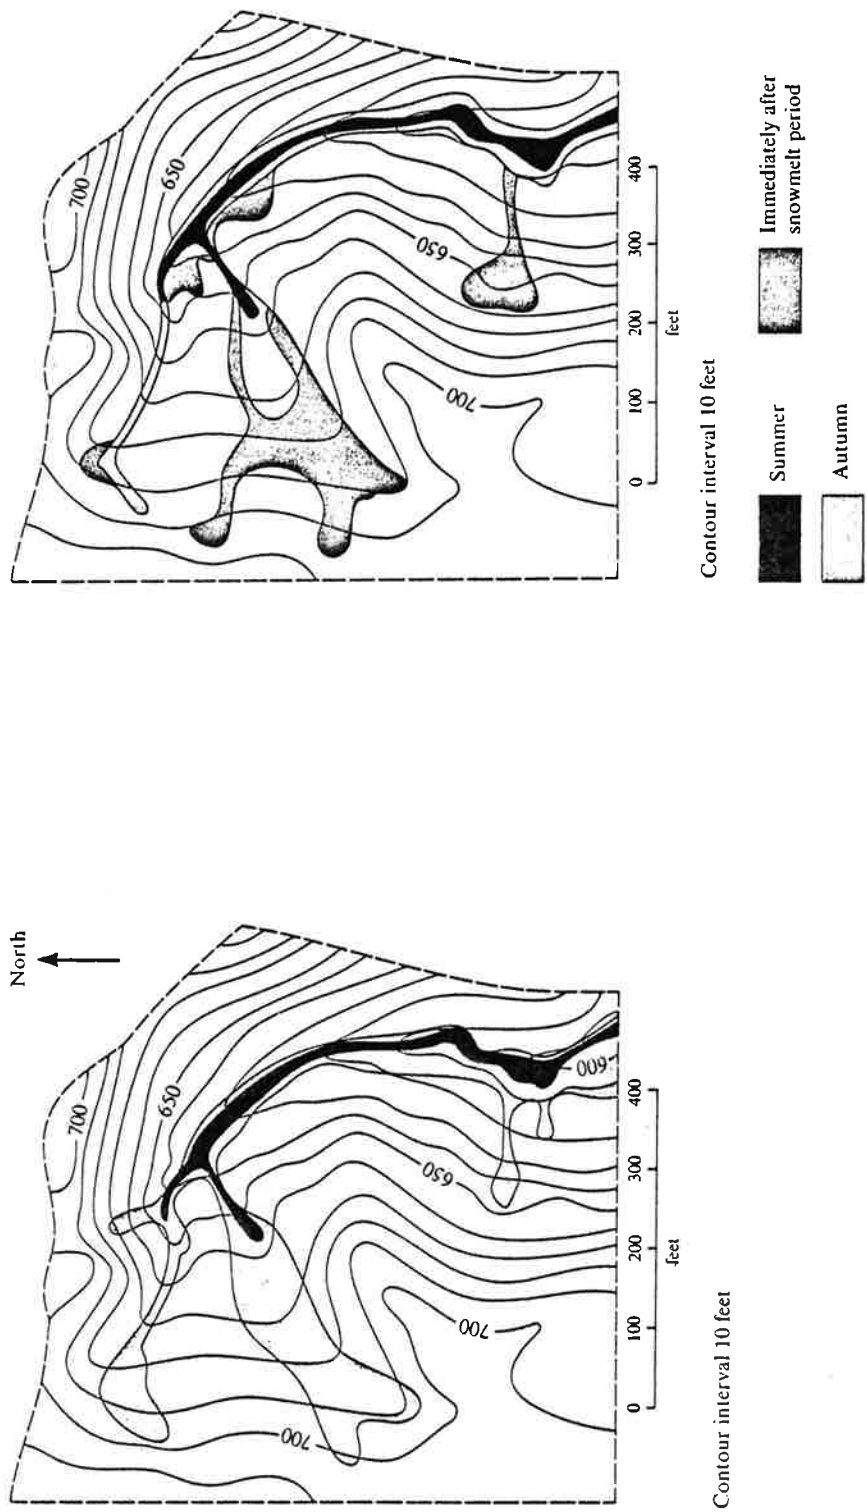 700
650
650
700
400
300
200
100
0
feet
Contour interval 10 feet
Immediately after
snowmelt period
Summer
Autumn
North
700
650
650
600
700
700
400
300
200
100
0
feet
Contour interval 10 feet